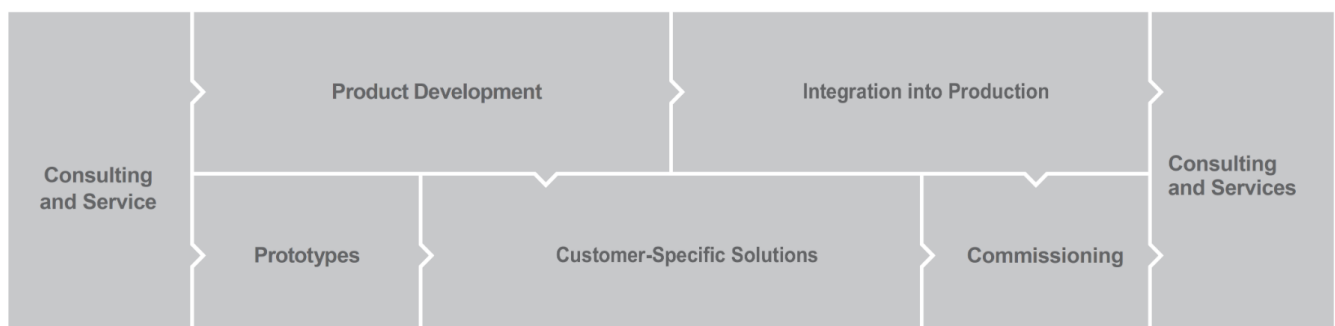 Consulting
and Service
Product Development
Integration into Production
Prototypes
Customer-Specific Solutions
Commissioning
Consulting
and Services